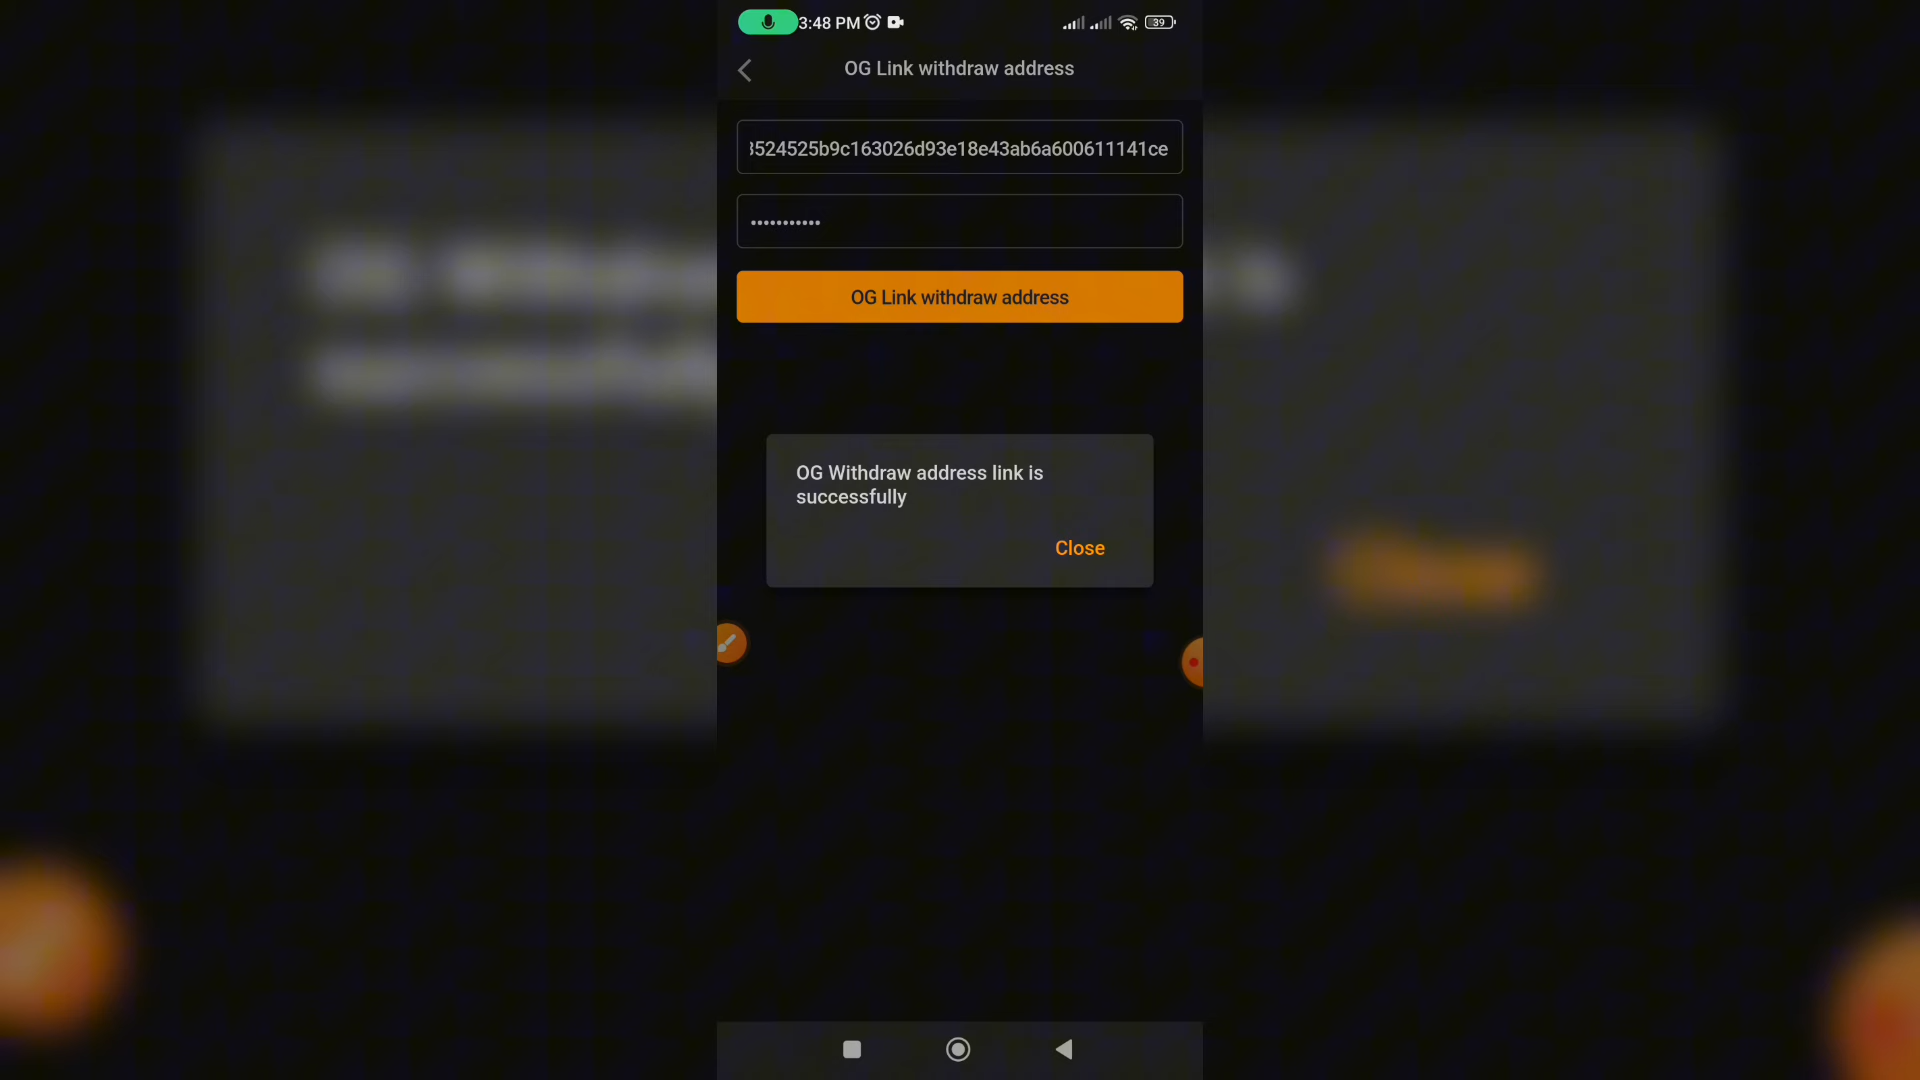 3:48 PM
39
OG Link withdraw address
3524525b9c163026d93e18e43ab6a600611141ce
•••••••••••
OG Link withdraw address
OG Withdraw address link is
successfully
Close